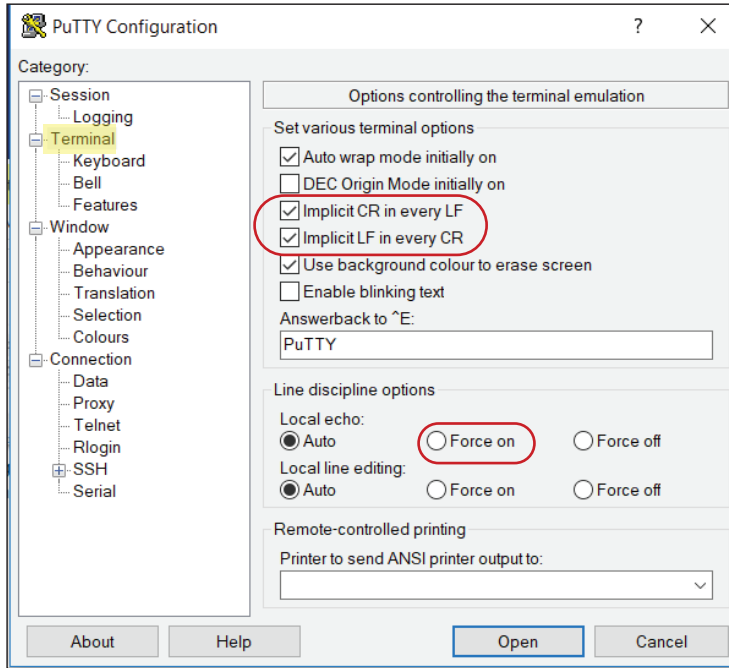 PuTTY Configuration
?
Category:
Session
Logging
Terminal
Keyboard
Bell
Features
Window
Appearance
Behaviour
Translation
Selection
Colours
Connection
Data
Proxy
Telnet
Rlogin
SSH
Serial
Options controlling the terminal emulation
Set various terminal options
Auto wrap mode initially on
DEC Origin Mode initially on
Implicit CR in every LF
Implicit LF in every CR
Use background colour to erase screen
Enable blinking text
Answerback to ^E:
PuTTY
Line discipline options
Local echo:
Auto Force on Force off
Local line editing:
Auto Force on Force off
Remote-controlled printing
Printer to send ANSI printer output to:
About Help Open Cancel